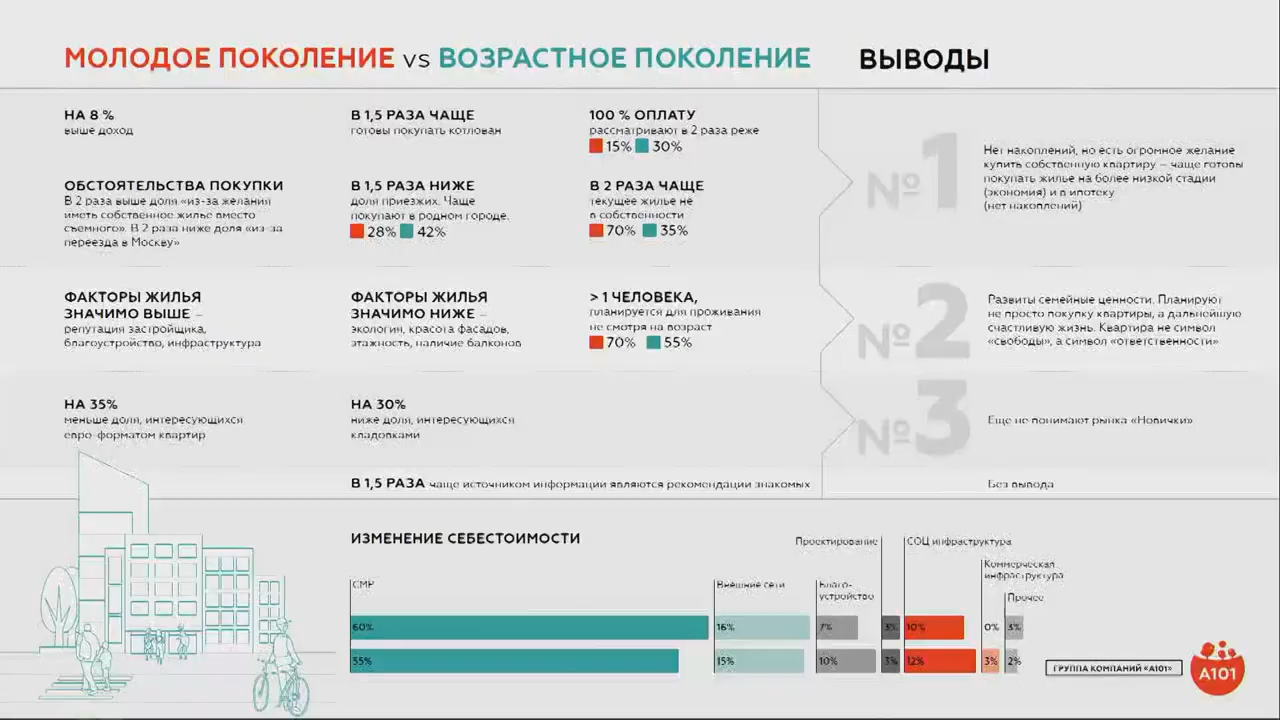 МОЛОДОЕ ПОКОЛЕНИЕ vs ВОЗРАСТНОЕ ПОКОЛЕНИЕ
ВЫВОДЫ
НА 8 %
выше доход
В 1,5 РАЗА ЧАЩЕ
готовы покупать котлован
100 % ОПЛАТУ
рассматривают в 2 раза реже
15% 30%
ОБСТОЯТЕЛЬСТВА ПОКУПКИ
В 2 раза выше доля «из-за желания
иметь собственное жилье вместо
съемного». В 2 раза ниже доля «из-за
переезда в Москву»
В 1,5 РАЗА НИЖЕ
доля приезжих. Чаще
покупают в родном городе.
28% 42%
В 2 РАЗА ЧАЩЕ
текущее жилье не
в собственности
70% 35%
№1
Нет накоплений, но есть огромное желание
купить собственную квартиру – чаще готовы
покупать жилье на более низкой стадии
(экономия) и в ипотеку
(нет накоплений)
ФАКТОРЫ ЖИЛЬЯ
ЗНАЧИМО ВЫШЕ –
репутация застройщика,
благоустройство, инфраструктура
ФАКТОРЫ ЖИЛЬЯ
ЗНАЧИМО НИЖЕ –
экология, красота фасадов,
этажность, наличие балконов
> 1 ЧЕЛОВЕКА,
планируется для проживания
не смотря на возраст
70% 55%
№2
Развиты семейные ценности. Планируют
не просто покупку квартиры, а дальнейшую
счастливую жизнь. Квартира не символ
«свободы», а символ «ответственности»
НА 35%
меньше доля, интересующихся
евро-форматом квартир
НА 30%
ниже доля, интересующихся
кладовками
№3
Еще не понимают рынка «Новички»
В 1,5 РАЗА чаще источником информации являются рекомендации знакомых
Без вывода
ИЗМЕНЕНИЕ СЕБЕСТОИМОСТИ
СМР
Внешние сети
Благо-
устройство
Проектирование
СОЦ инфраструктура
Коммерческая
инфраструктура
Прочее
60% 16% 7% 3% 10% 0% 3%
55% 15% 10% 3% 12% 3% 2%
ГРУППА КОМПАНИЙ «А101»
А101